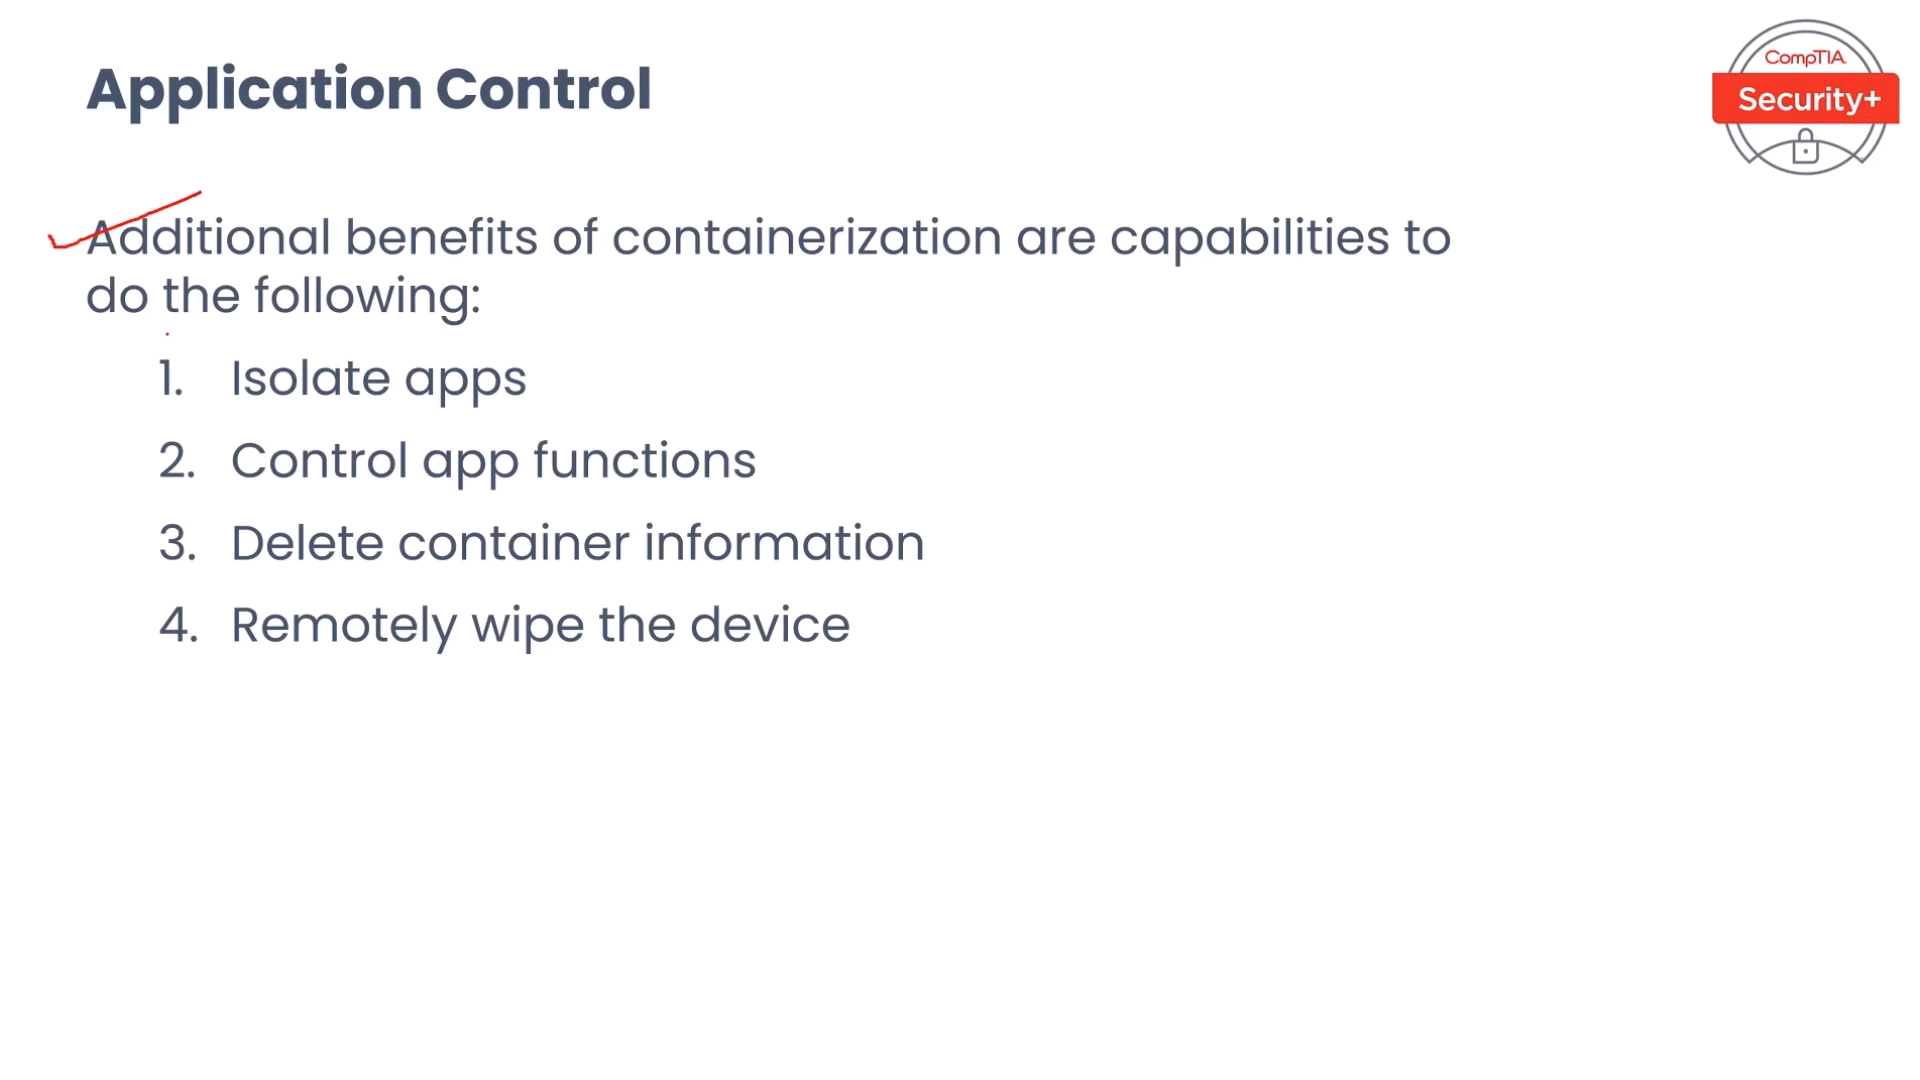 Application Control
CompTIA.
Security+
Additional benefits of containerization are capabilities to
do the following:
1. Isolate apps
2. Control app functions
3. Delete container information
4. Remotely wipe the device